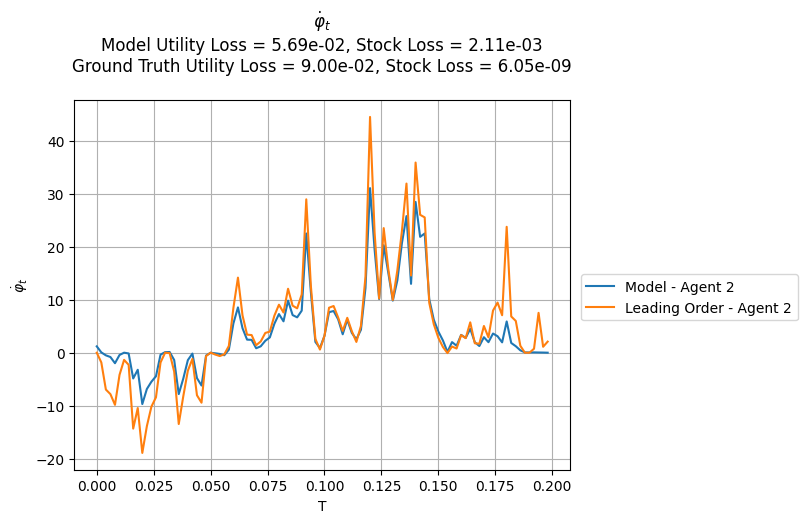 φ̇ₜ
Model Utility Loss = 5.69e-02, Stock Loss = 2.11e-03
Ground Truth Utility Loss = 9.00e-02, Stock Loss = 6.05e-09
40
30
20
10
0
−10
−20
φ̇ₜ
0.000 0.025 0.050 0.075 0.100 0.125 0.150 0.175 0.200
T
Model - Agent 2
Leading Order - Agent 2